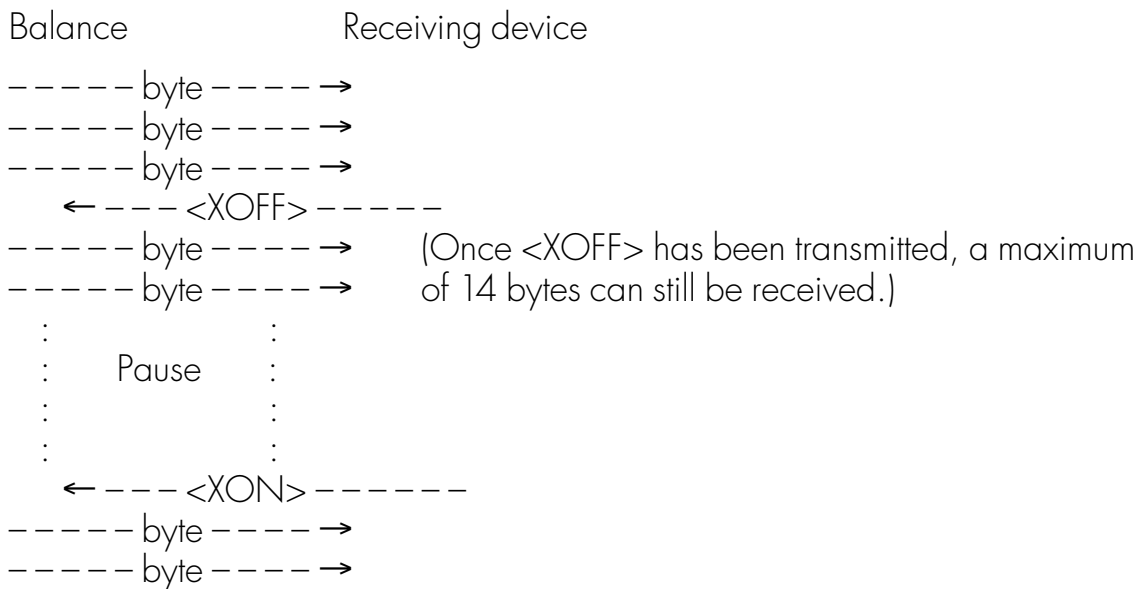 Balance Receiving device
– – – – – byte – – – – →
– – – – – byte – – – – →
– – – – – byte – – – – →
← – – – <XOFF> – – – – –
– – – – – byte – – – – → (Once <XOFF> has been transmitted, a maximum
– – – – – byte – – – – → of 14 bytes can still be received.)
: :
: Pause :
: :
: :
← – – – <XON> – – – – – –
– – – – – byte – – – – →
– – – – – byte – – – – →